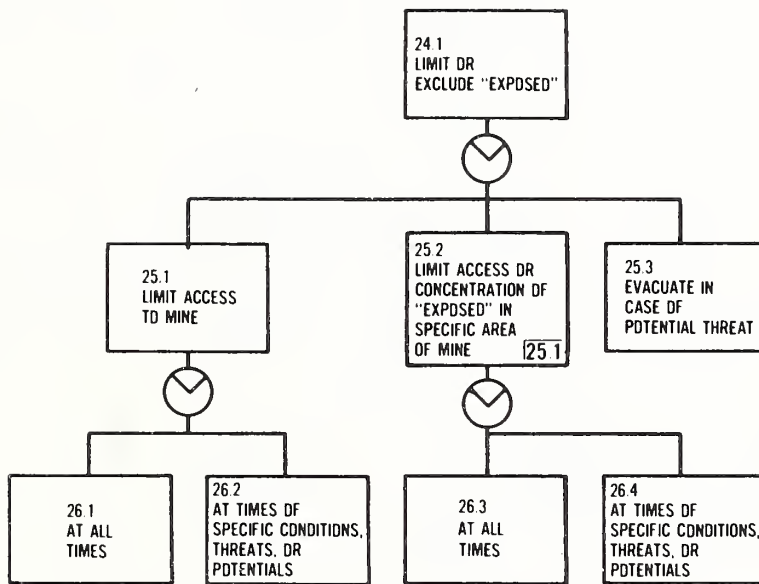 24.1
LIMIT DR
EXCLUDE "EXPDSED"
25.1
LIMIT ACCESS
TD MINE
25.2
LIMIT ACCESS DR
CONCENTRATION DF
"EXPDSED" IN
SPECIFIC AREA
OF MINE 25.1
25.3
EVACUATE IN
CASE DF
PDTENTIAL THREAT
26.1
AT ALL
TIMES
26.2
AT TIMES DF
SPECIFIC CDNDITIDNS,
THREATS, DR
PDTENTIALS
26.3
AT ALL
TIMES
26.4
AT TIMES DF
SPECIFIC CONDITIONS,
THREATS, DR
PDTENTIALS